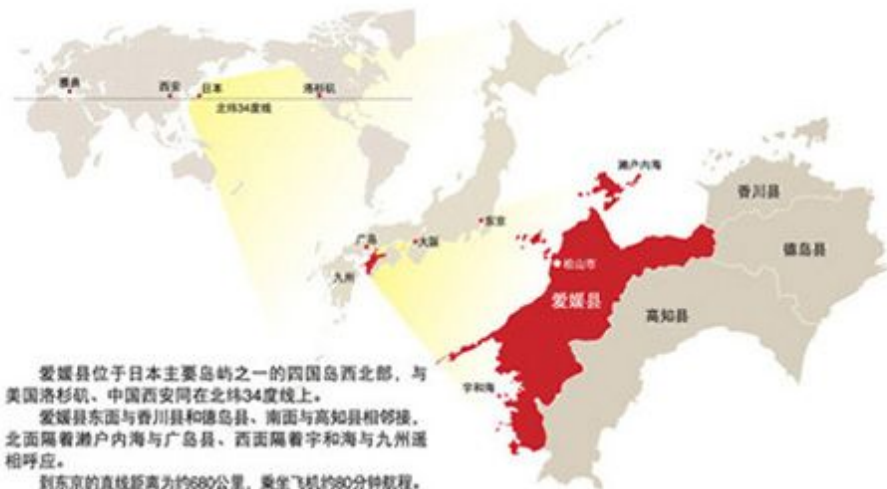 雅典
西安
日本
洛杉矶
北纬34度线
濑户内海
香川县
东京
广岛
大阪
德岛县
松山市
九州
爱媛县
高知县
宇和海
爱媛县位于日本主要岛屿之一的四国岛西北部，与
美国洛杉矶、中国西安同在北纬34度线上。
爱媛县东面与香川县和德岛县、南面与高知县相邻接，
北面隔着濑户内海与广岛县、西面隔着宇和海与九州遥
相呼应。
到东京的直线距离为约680公里，乘坐飞机约80分钟航程。